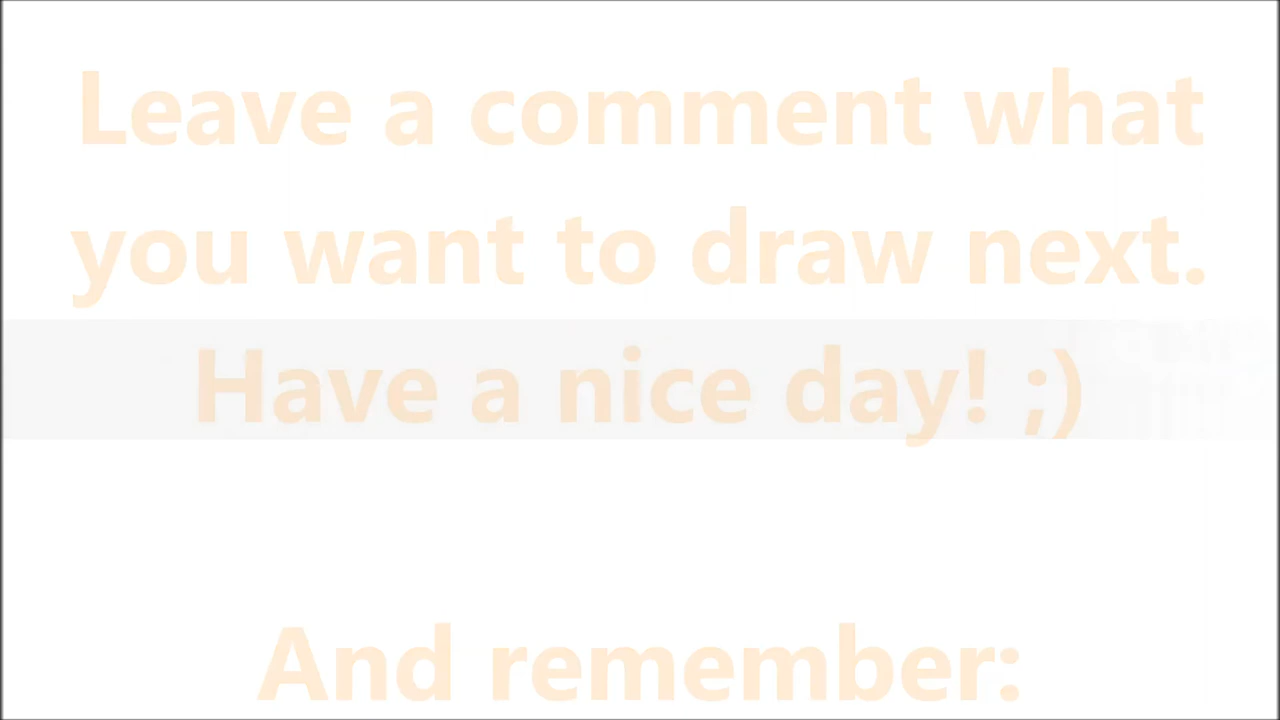 Leave a comment what
you want to draw next.
Have a nice day! ;)
And remember: